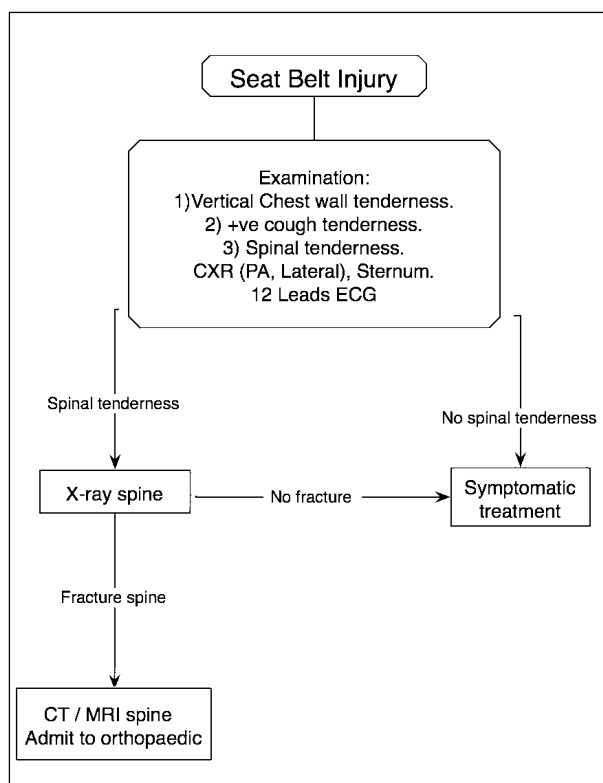 Seat Belt Injury
Examination:
1)Vertical Chest wall tenderness.
2) +ve cough tenderness.
3) Spinal tenderness.
CXR (PA, Lateral), Sternum.
12 Leads ECG
Spinal tenderness
No spinal tenderness
X-ray spine
No fracture
Symptomatic
treatment
Fracture spine
CT / MRI spine
Admit to orthopaedic